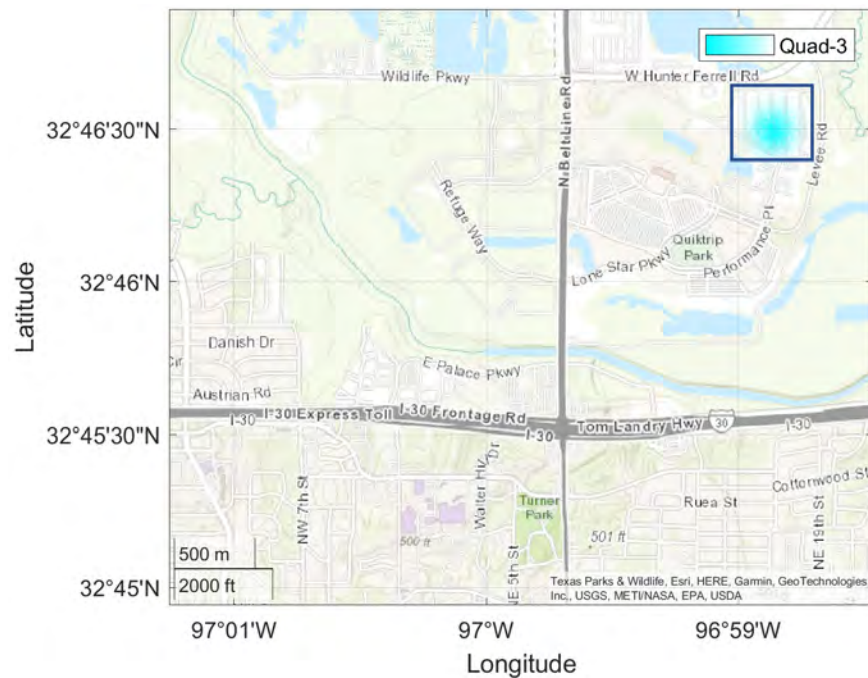 Quad-3
Wildlife Pkwy
W Hunter Ferrell Rd
32°46'30"N
N Belt Line Rd
Levee Rd
Refuge Way
Quiktrip
Park
Performance Pl
Lone Star Pkwy
32°46'N
Latitude
Danish Dr
E Palace Pkwy
Cir
Austrian Rd
I-30
I-30 Express Toll
I-30 Frontage Rd
Tom Landry Hwy
30
I-30
I-30
32°45'30"N
NW 7th St
Dr
Cottonwood St
Turner
Park
Ruea St
NE 19th St
500 ft
501 ft
NE 5th St
500 m
2000 ft
32°45'N
Texas Parks & Wildlife, Esri, HERE, Garmin, GeoTechnologies,
Inc., USGS, METI/NASA, EPA, USDA
97°01'W
97°W
96°59'W
Longitude